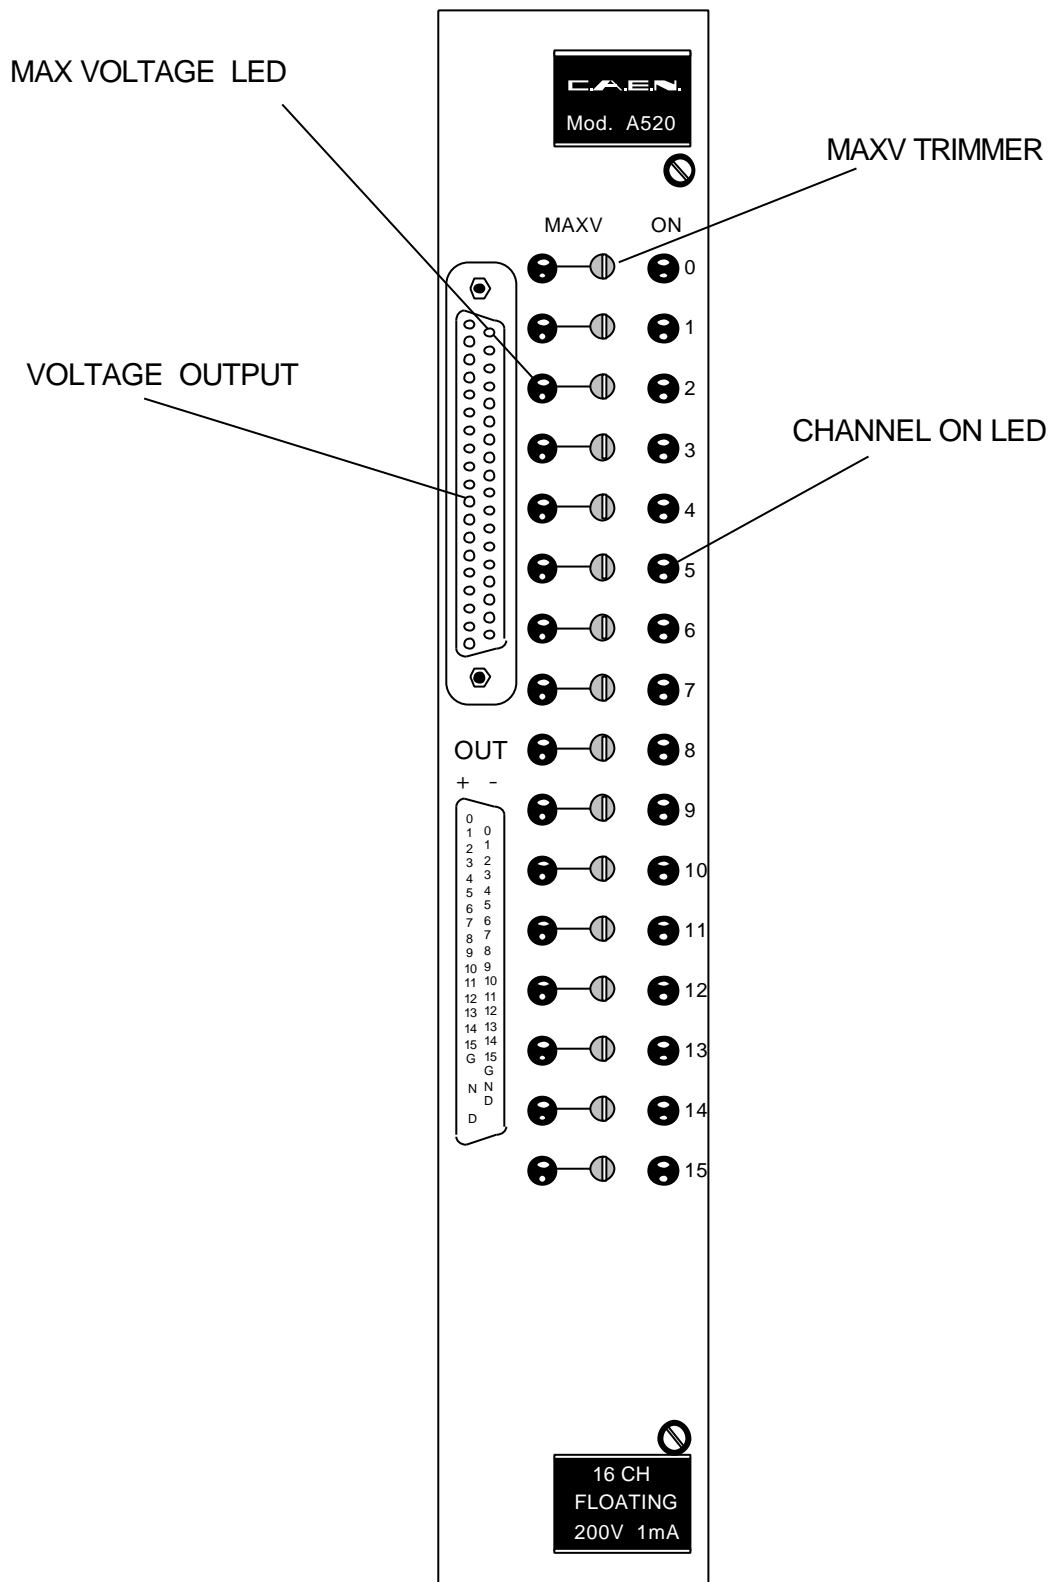 MAX VOLTAGE LED
C.A.E.N.
Mod. A520
MAXV TRIMMER
MAXV ON
0
1
VOLTAGE OUTPUT
2
CHANNEL ON LED
3
4
5
6
7
OUT
8
+ -
9
10
11
12
13
14
15
0
1
2
3
4
5
6
7
8
9
10
11
12
13
14
15
G
N
D
0
1
2
3
4
5
6
7
8
9
10
11
12
13
14
15
G
N
D
16 CH
FLOATING
200V 1mA